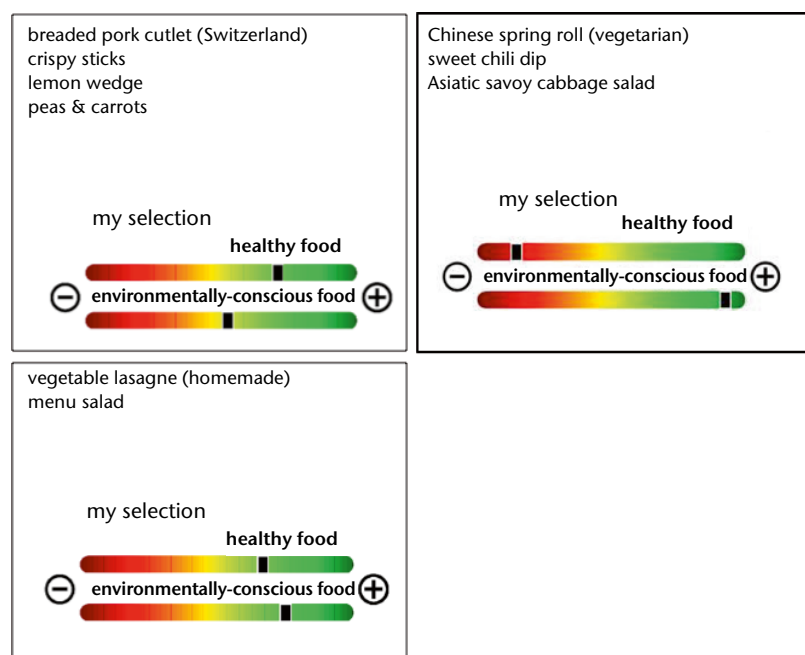 breaded pork cutlet (Switzerland)
crispy sticks
lemon wedge
peas & carrots
my selection
healthy food
environmentally-conscious food
Chinese spring roll (vegetarian)
sweet chili dip
Asiatic savoy cabbage salad
my selection
healthy food
environmentally-conscious food
vegetable lasagne (homemade)
menu salad
my selection
healthy food
environmentally-conscious food